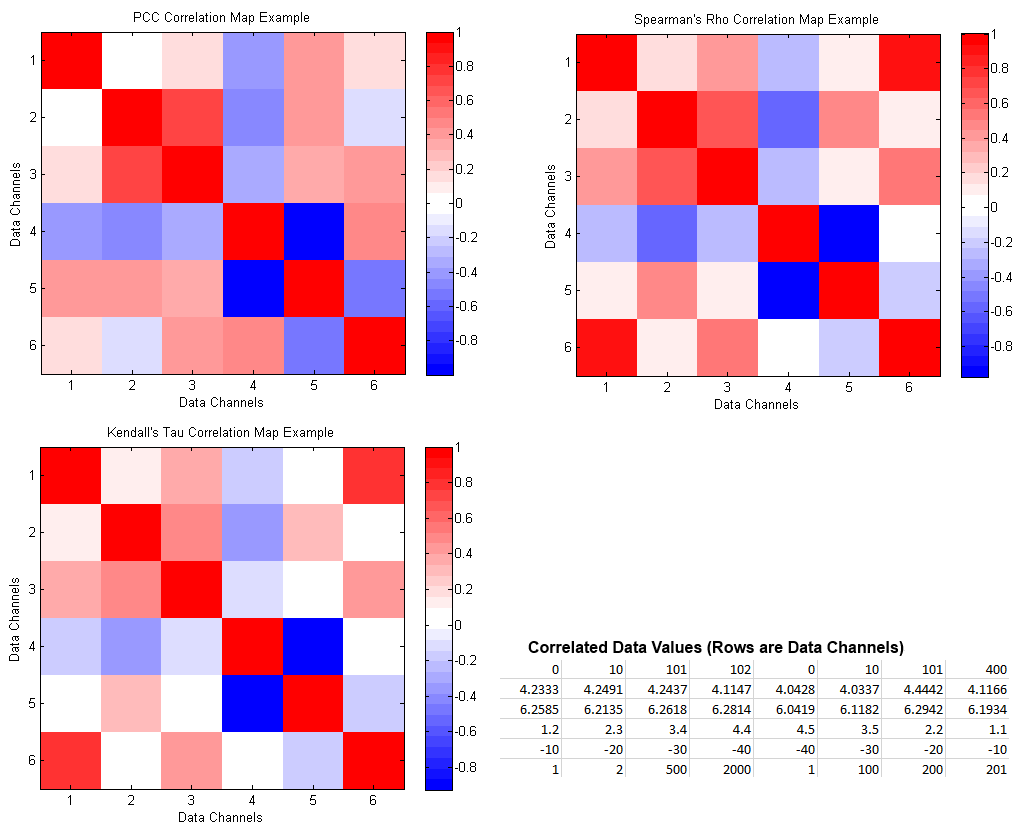 PCC Correlation Map Example
1
2
3
4
5
6
Data Channels
1 2 3 4 5 6
Data Channels
1
0.8
0.6
0.4
0.2
0
-0.2
-0.4
-0.6
-0.8
Spearman's Rho Correlation Map Example
1
2
3
4
5
6
Data Channels
1 2 3 4 5 6
Data Channels
1
0.8
0.6
0.4
0.2
0
-0.2
-0.4
-0.6
-0.8
Kendall's Tau Correlation Map Example
1
2
3
4
5
6
Data Channels
1 2 3 4 5 6
Data Channels
1
0.8
0.6
0.4
0.2
0
-0.2
-0.4
-0.6
-0.8
Correlated Data Values (Rows are Data Channels)
0 10 101 102 0 10 101 400
4.2333 4.2491 4.2437 4.1147 4.0428 4.0337 4.4442 4.1166
6.2585 6.2135 6.2618 6.2814 6.0419 6.1182 6.2942 6.1934
1.2 2.3 3.4 4.4 4.5 3.5 2.2 1.1
-10 -20 -30 -40 -40 -30 -20 -10
1 2 500 2000 1 100 200 201